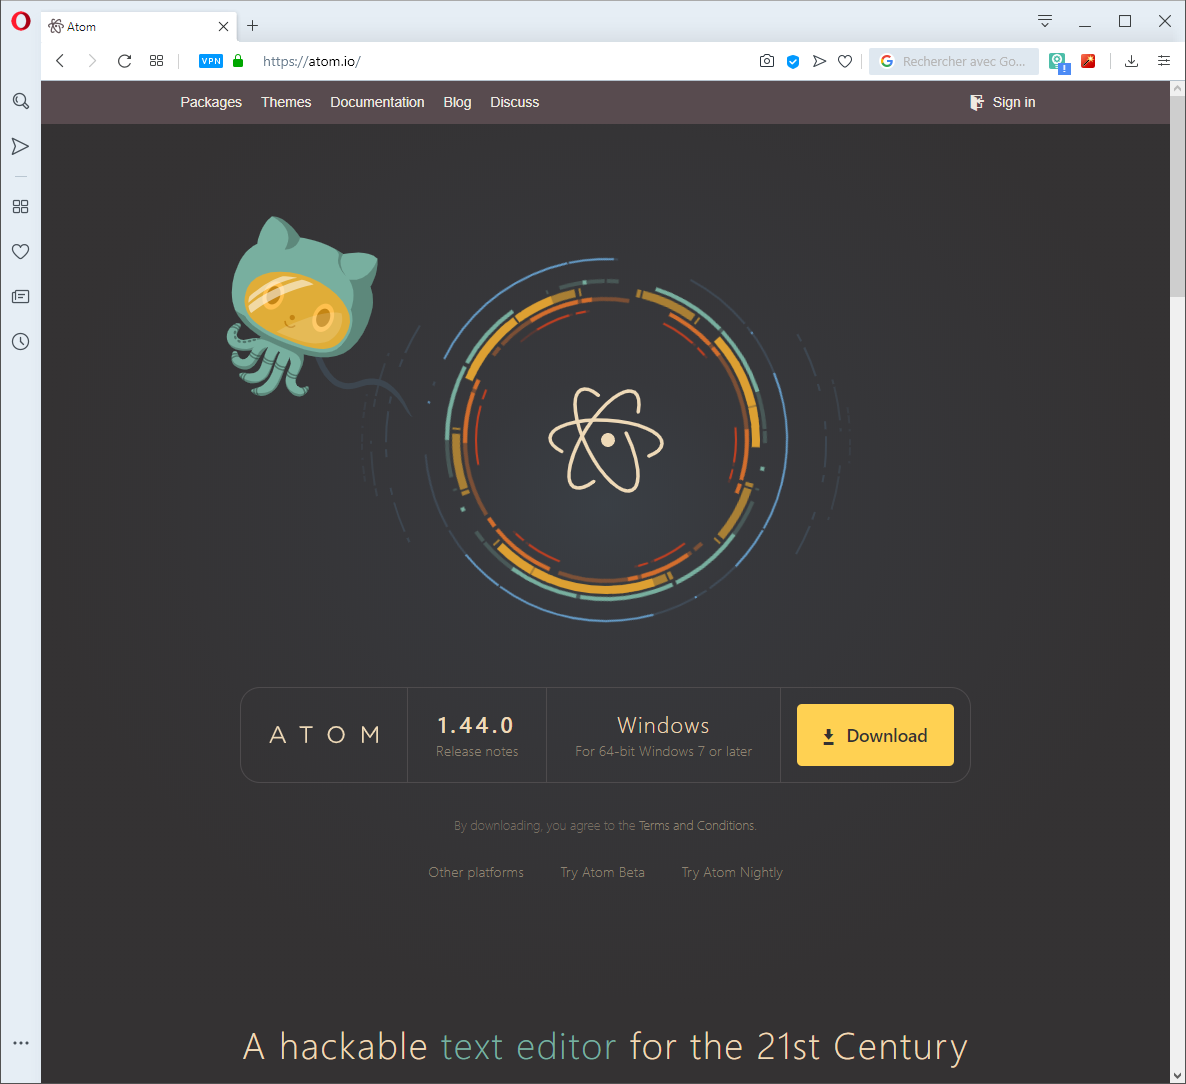 Atom
VPN
https://atom.io/
Rechercher avec Go...
Packages Themes Documentation Blog Discuss
Sign in
ATOM
1.44.0
Release notes
Windows
For 64-bit Windows 7 or later
Download
By downloading, you agree to the Terms and Conditions.
Other platforms Try Atom Beta Try Atom Nightly
A hackable text editor for the 21st Century